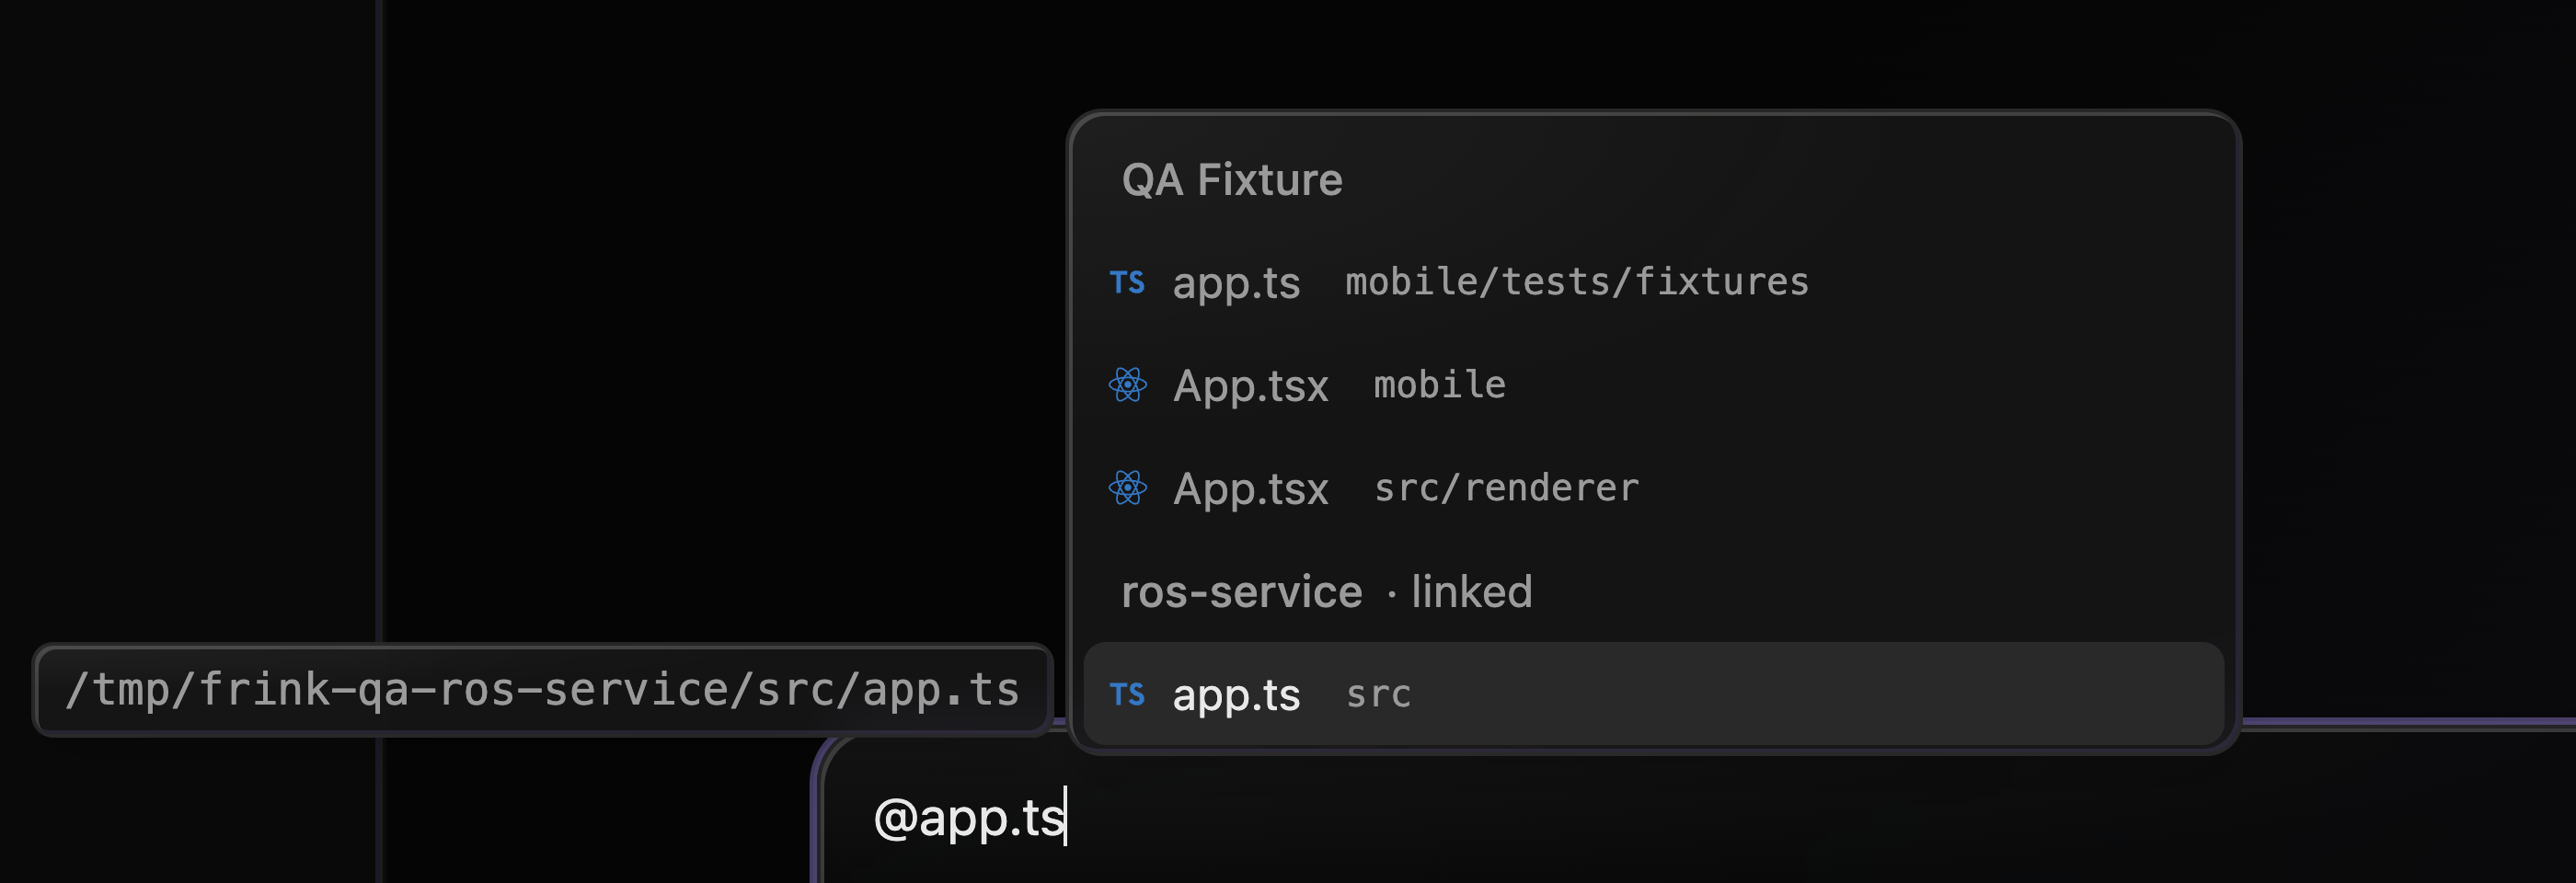 QA Fixture
TS app.ts mobile/tests/fixtures
App.tsx mobile
App.tsx src/renderer
ros-service · linked
/tmp/frink-qa-ros-service/src/app.ts
TS app.ts src
@app.ts